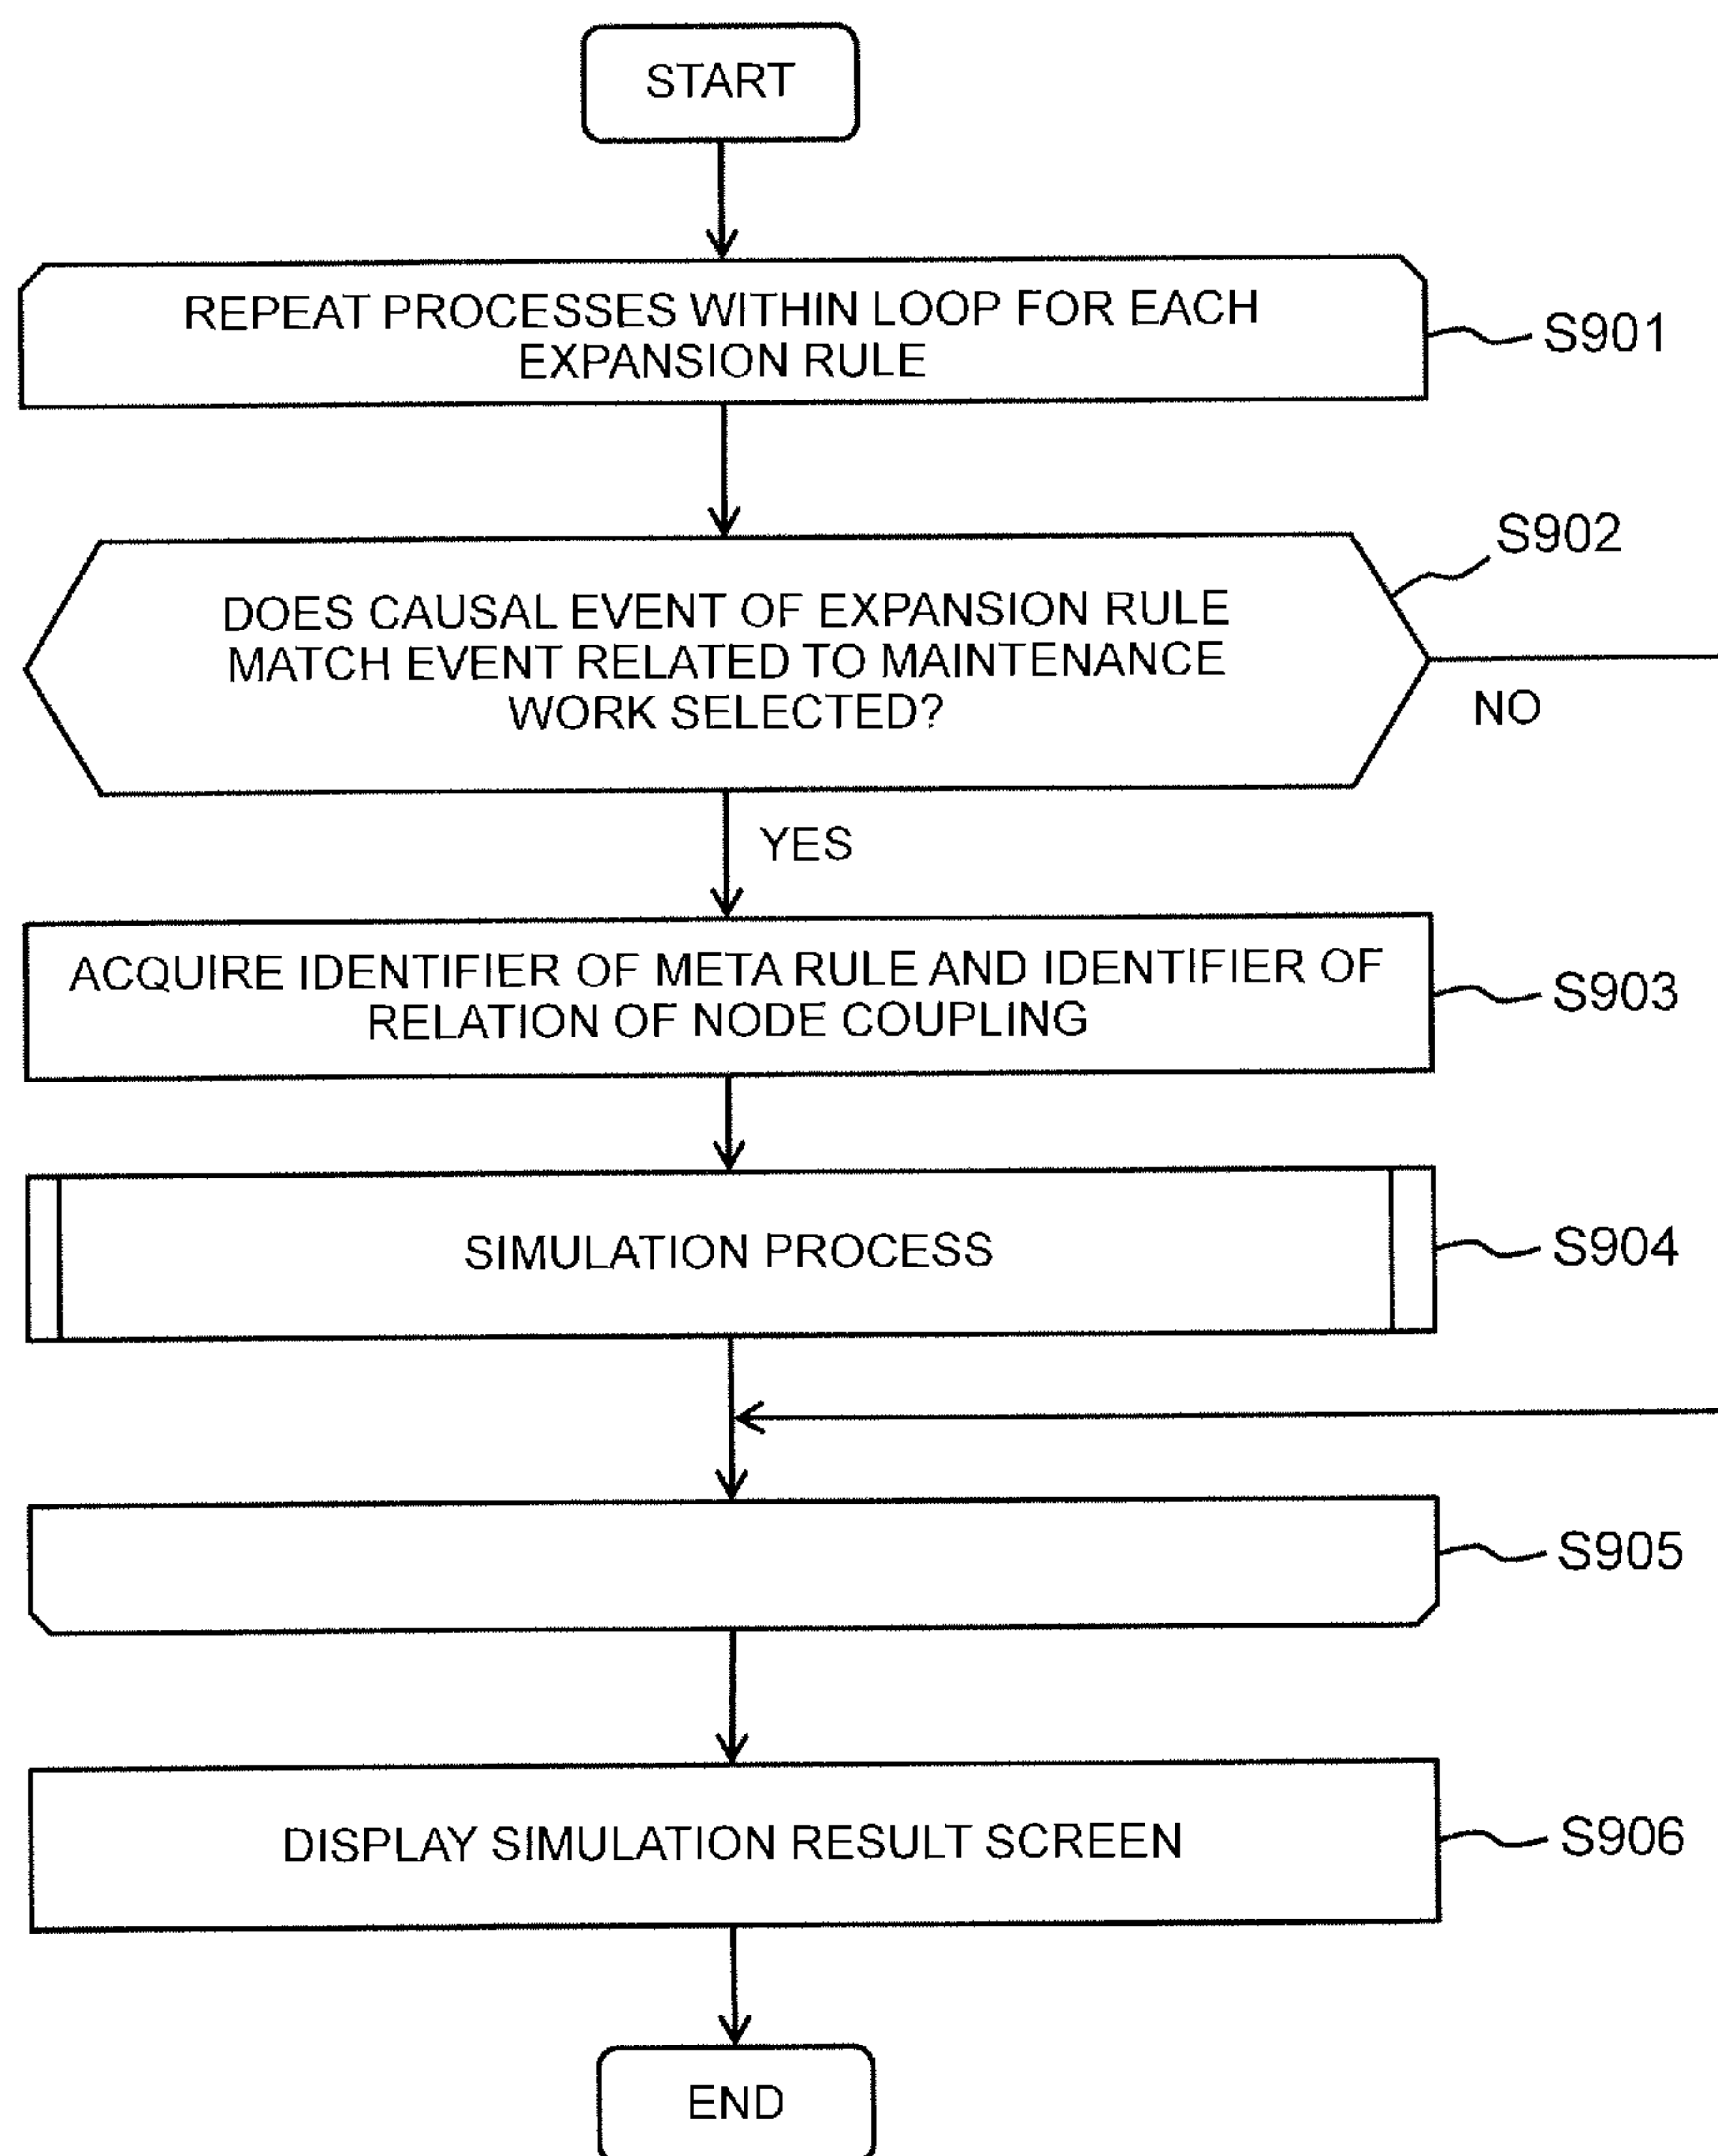 START
REPEAT PROCESSES WITHIN LOOP FOR EACH
EXPANSION RULE
S901
S902
DOES CAUSAL EVENT OF EXPANSION RULE
MATCH EVENT RELATED TO MAINTENANCE
WORK SELECTED?
NO
YES
ACQUIRE IDENTIFIER OF META RULE AND IDENTIFIER OF
RELATION OF NODE COUPLING
S903
SIMULATION PROCESS
S904
S905
DISPLAY SIMULATION RESULT SCREEN
S906
END